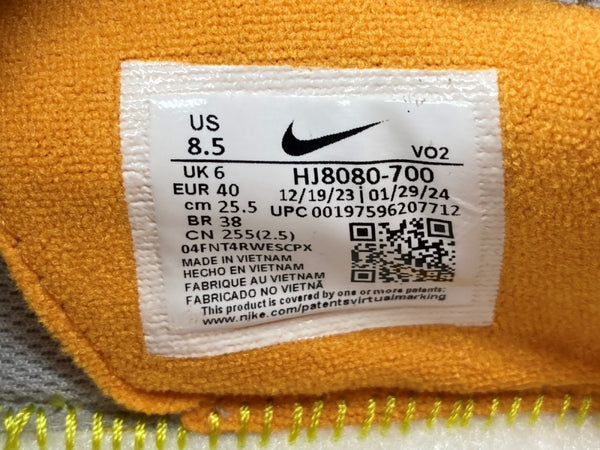 US
8.5
VO2
UK 6
HJ8080-700
EUR 40
12/19/23 | 01/29/24
cm 25.5
UPC 00197596207712
BR 38
CN 255(2.5)
04FNT4RWESCPX
MADE IN VIETNAM
HECHO EN VIETNAM
FABRIQUE AU VIETNAM
FABRICADO NO VIETNÃ
This product is covered by one or more patents:
www.nike.com/patentsvirtualmarking